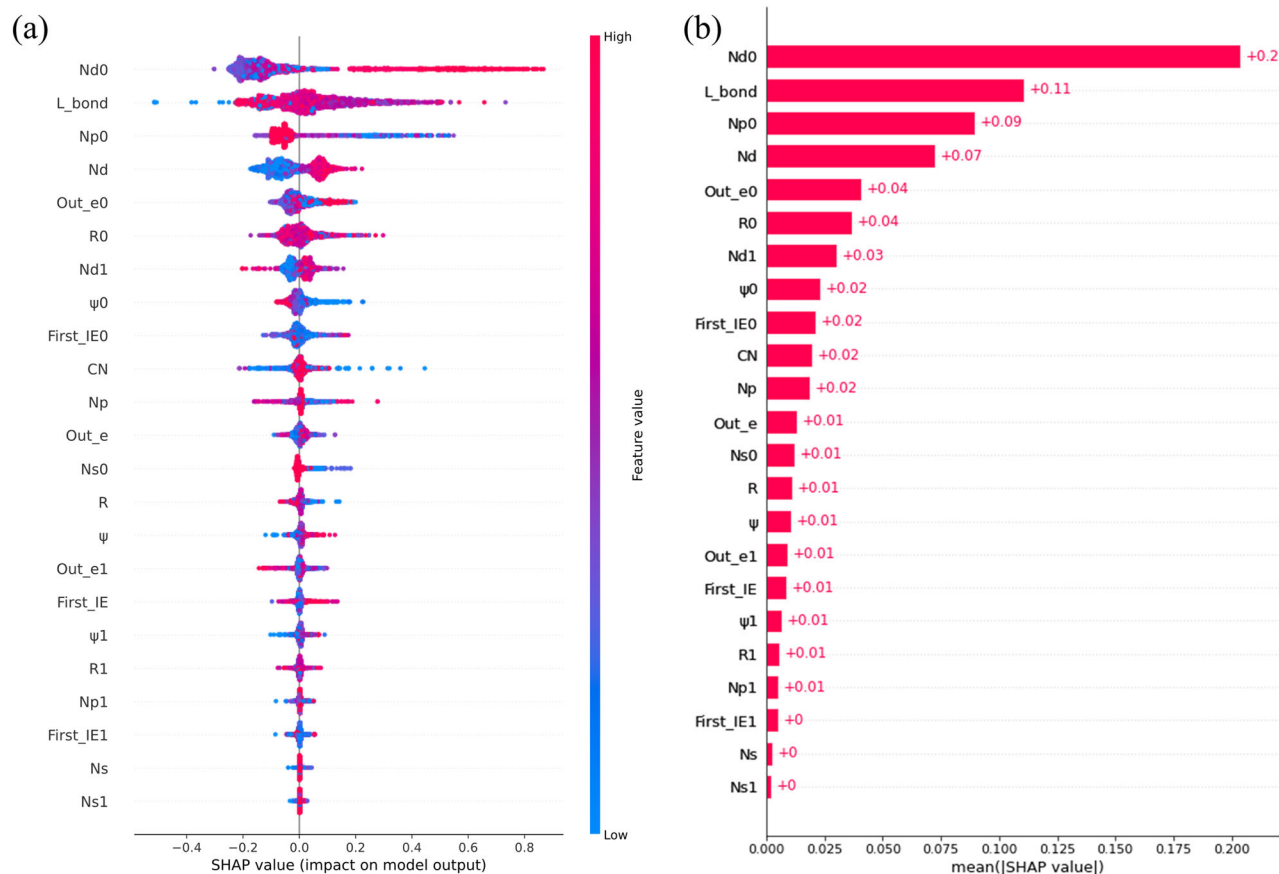 (a)
High
Nd0
L_bond
Np0
Nd
Out_e0
R0
Nd1
ψ0
First_IE0
CN
Np
Out_e
Ns0
R
ψ
Out_e1
First_IE
ψ1
R1
Np1
First_IE1
Ns
Ns1
Feature value
Low
−0.4 −0.2 0.0 0.2 0.4 0.6 0.8
SHAP value (impact on model output)
(b)
Nd0 +0.2
L_bond +0.11
Np0 +0.09
Nd +0.07
Out_e0 +0.04
R0 +0.04
Nd1 +0.03
ψ0 +0.02
First_IE0 +0.02
CN +0.02
Np +0.02
Out_e +0.01
Ns0 +0.01
R +0.01
ψ +0.01
Out_e1 +0.01
First_IE +0.01
ψ1 +0.01
R1 +0.01
Np1 +0.01
First_IE1 +0
Ns +0
Ns1 +0
0.000 0.025 0.050 0.075 0.100 0.125 0.150 0.175 0.200
mean(|SHAP value|)